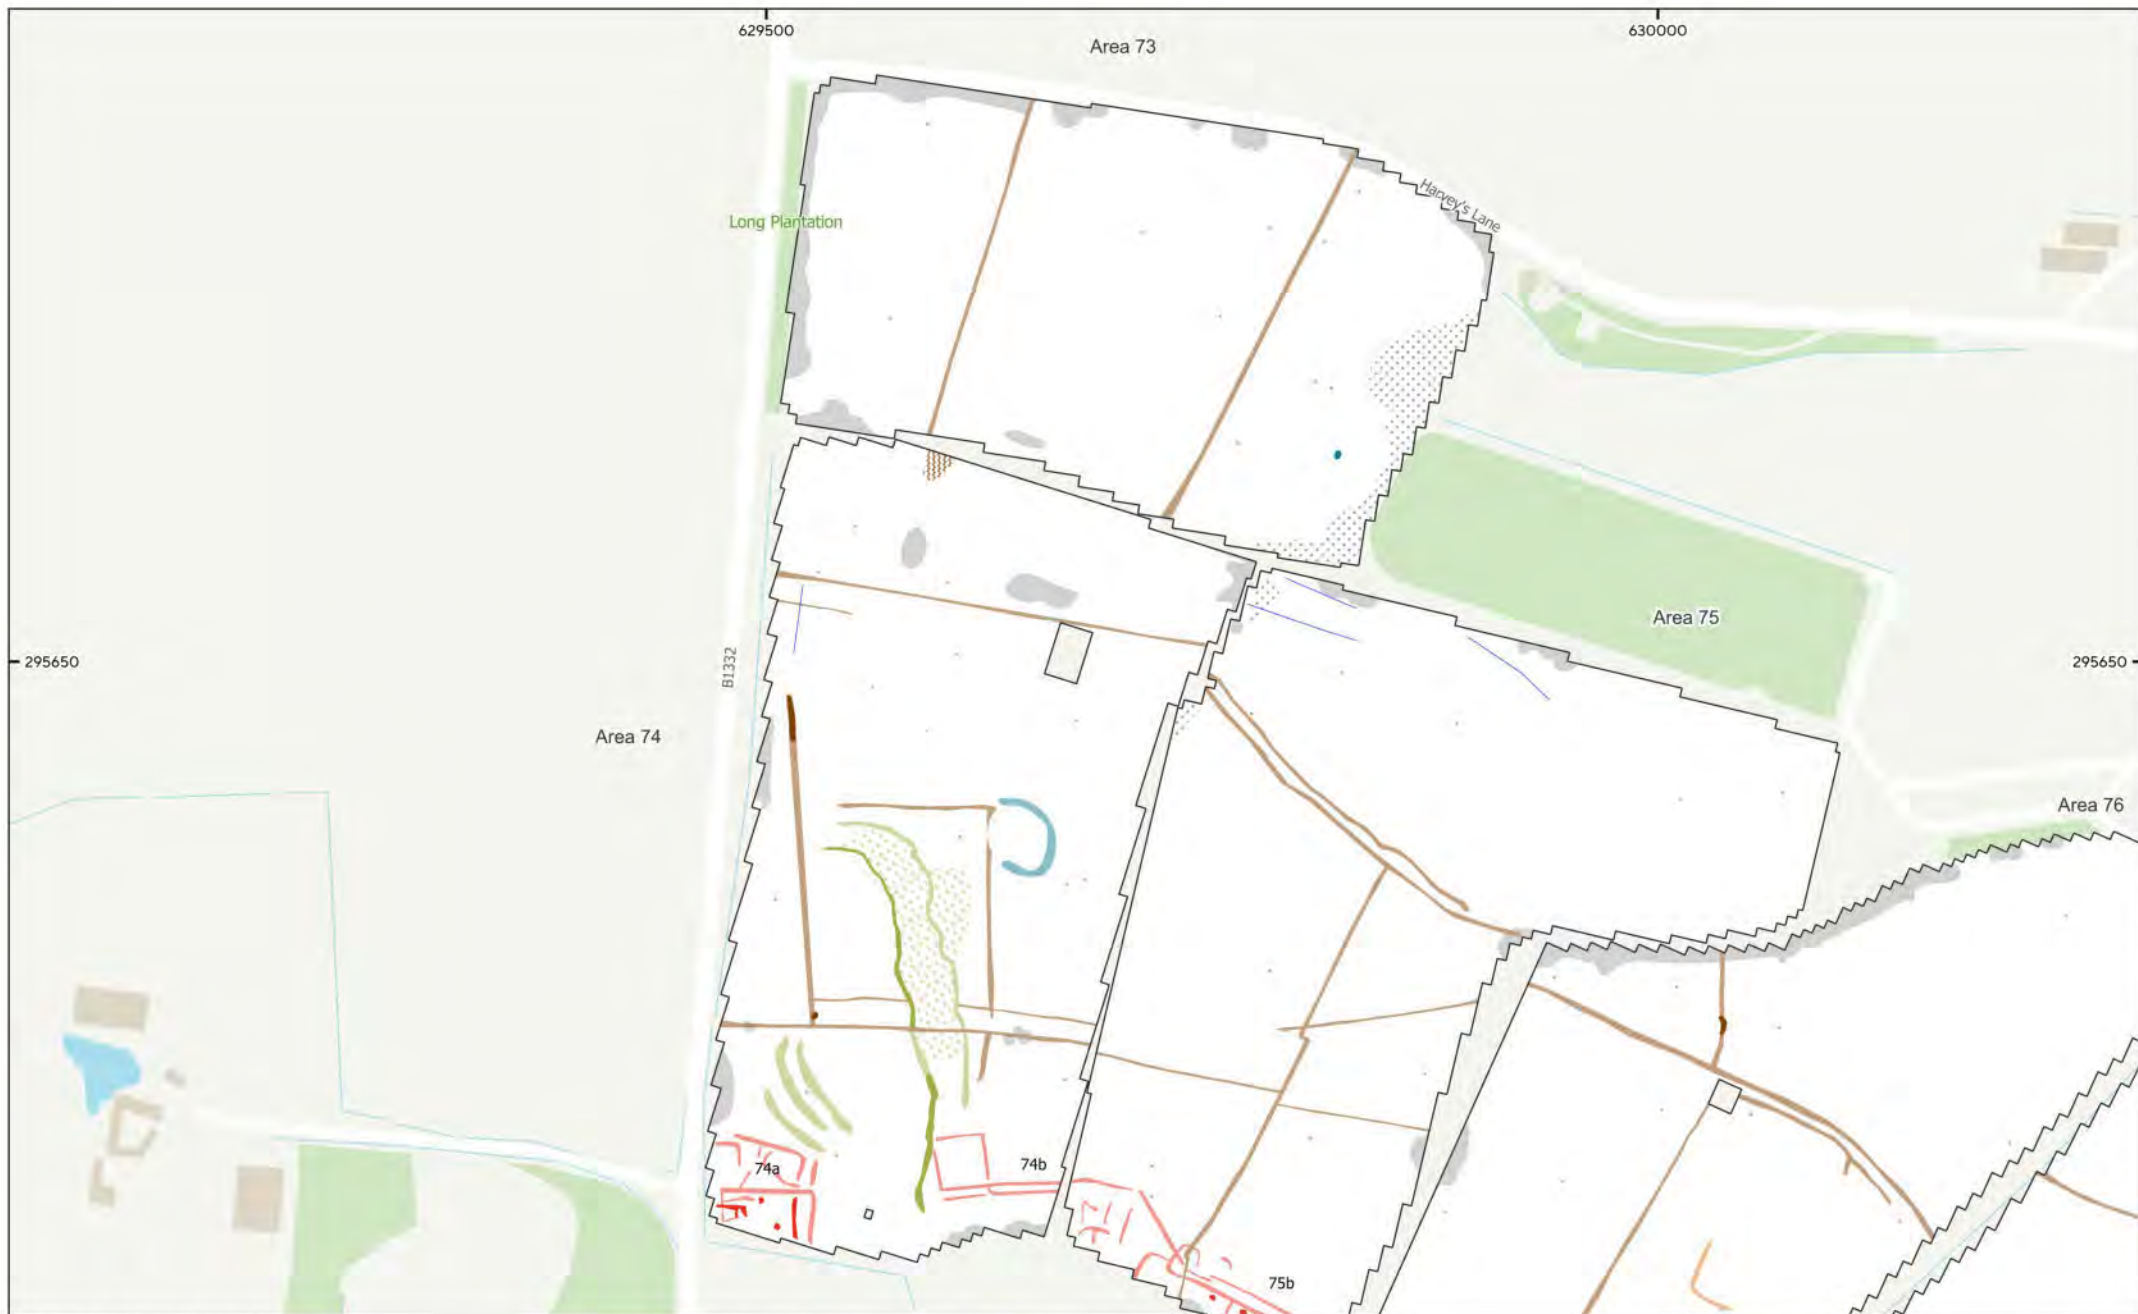 629500
630000
Area 73
Harvey's Lane
Long Plantation
Area 75
295650
295650
B1332
Area 74
Area 76
74a
74b
75b